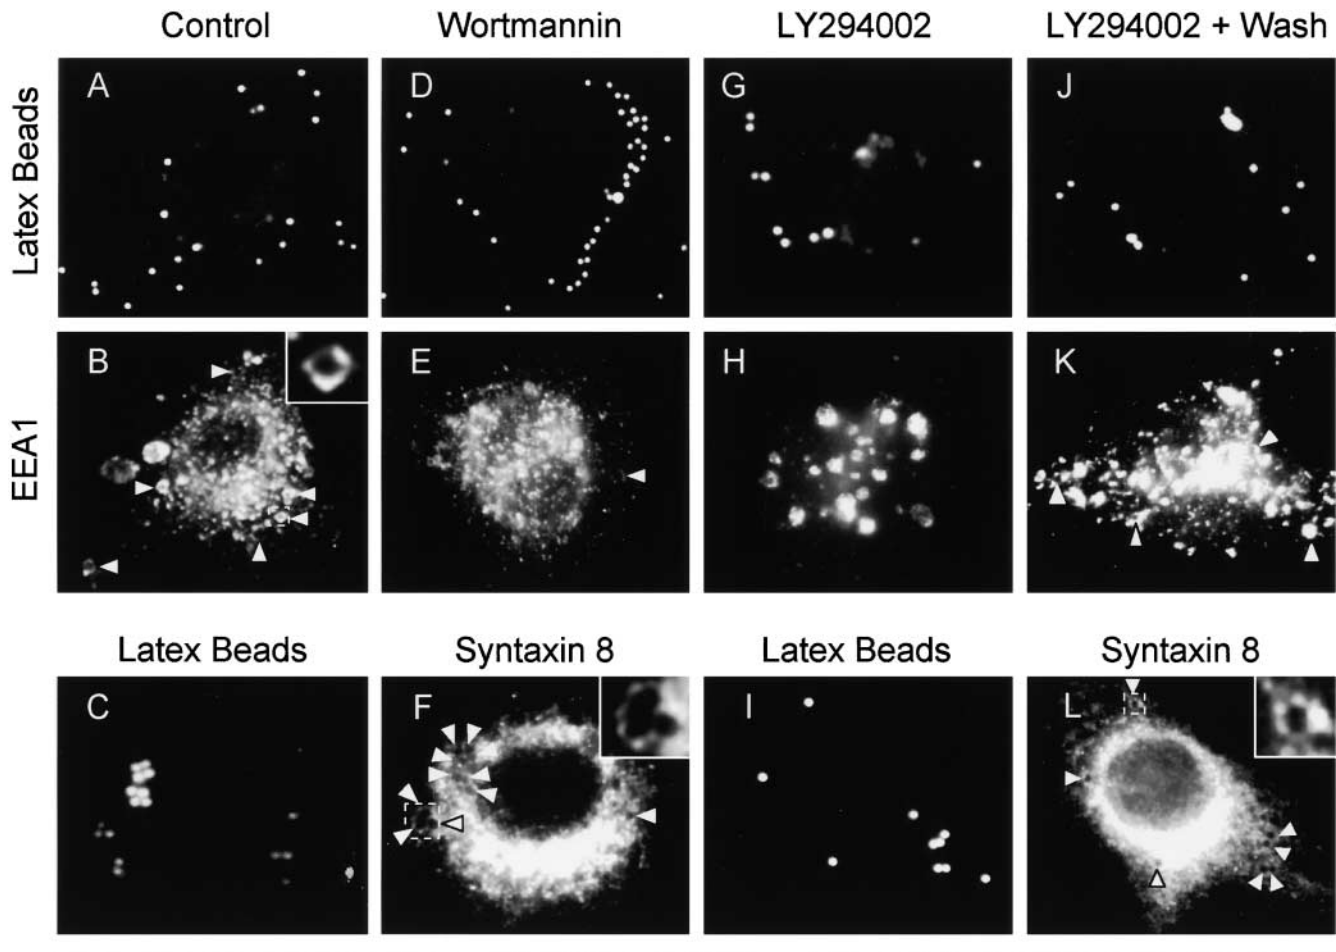 Control Wortmannin LY294002 LY294002 + Wash
Latex Beads
A D G J
EEA1
B E H K
Latex Beads Syntaxin 8 Latex Beads Syntaxin 8
C F I L